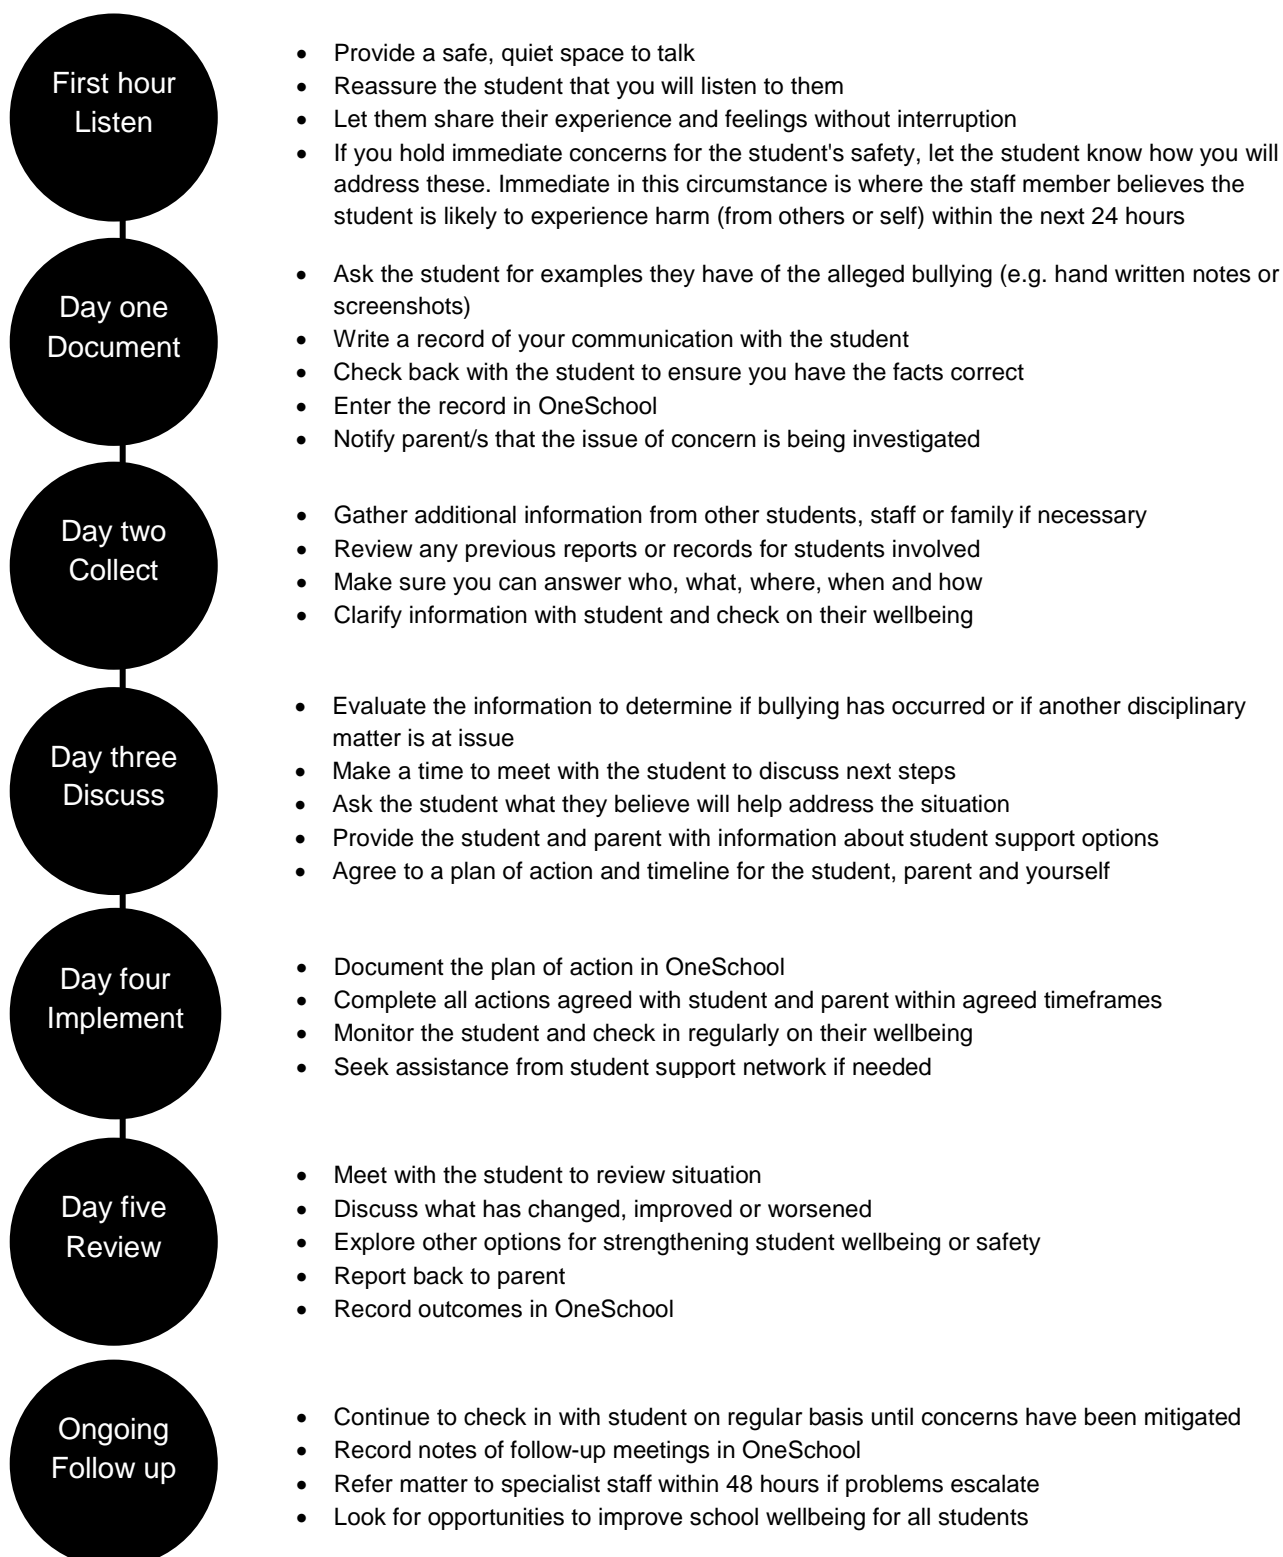 First hour
Listen
• Provide a safe, quiet space to talk
• Reassure the student that you will listen to them
• Let them share their experience and feelings without interruption
• If you hold immediate concerns for the student's safety, let the student know how you will
address these. Immediate in this circumstance is where the staff member believes the
student is likely to experience harm (from others or self) within the next 24 hours
Day one
Document
• Ask the student for examples they have of the alleged bullying (e.g. hand written notes or
screenshots)
• Write a record of your communication with the student
• Check back with the student to ensure you have the facts correct
• Enter the record in OneSchool
• Notify parent/s that the issue of concern is being investigated
Day two
Collect
• Gather additional information from other students, staff or family if necessary
• Review any previous reports or records for students involved
• Make sure you can answer who, what, where, when and how
• Clarify information with student and check on their wellbeing
Day three
Discuss
• Evaluate the information to determine if bullying has occurred or if another disciplinary
matter is at issue
• Make a time to meet with the student to discuss next steps
• Ask the student what they believe will help address the situation
• Provide the student and parent with information about student support options
• Agree to a plan of action and timeline for the student, parent and yourself
Day four
Implement
• Document the plan of action in OneSchool
• Complete all actions agreed with student and parent within agreed timeframes
• Monitor the student and check in regularly on their wellbeing
• Seek assistance from student support network if needed
Day five
Review
• Meet with the student to review situation
• Discuss what has changed, improved or worsened
• Explore other options for strengthening student wellbeing or safety
• Report back to parent
• Record outcomes in OneSchool
Ongoing
Follow up
• Continue to check in with student on regular basis until concerns have been mitigated
• Record notes of follow-up meetings in OneSchool
• Refer matter to specialist staff within 48 hours if problems escalate
• Look for opportunities to improve school wellbeing for all students